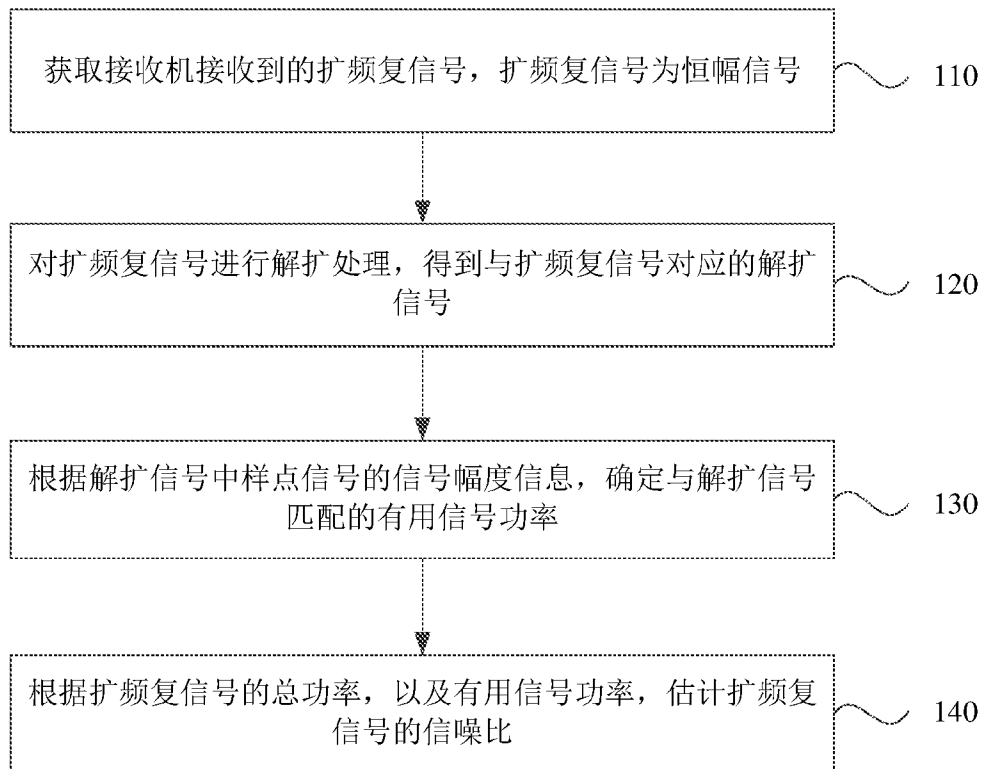 获取接收机接收到的扩频复信号，扩频复信号为恒幅信号
110
对扩频复信号进行解扩处理，得到与扩频复信号对应的解扩
信号
120
根据解扩信号中样点信号的信号幅度信息，确定与解扩信号
匹配的有用信号功率
130
根据扩频复信号的总功率，以及有用信号功率，估计扩频复
信号的信噪比
140